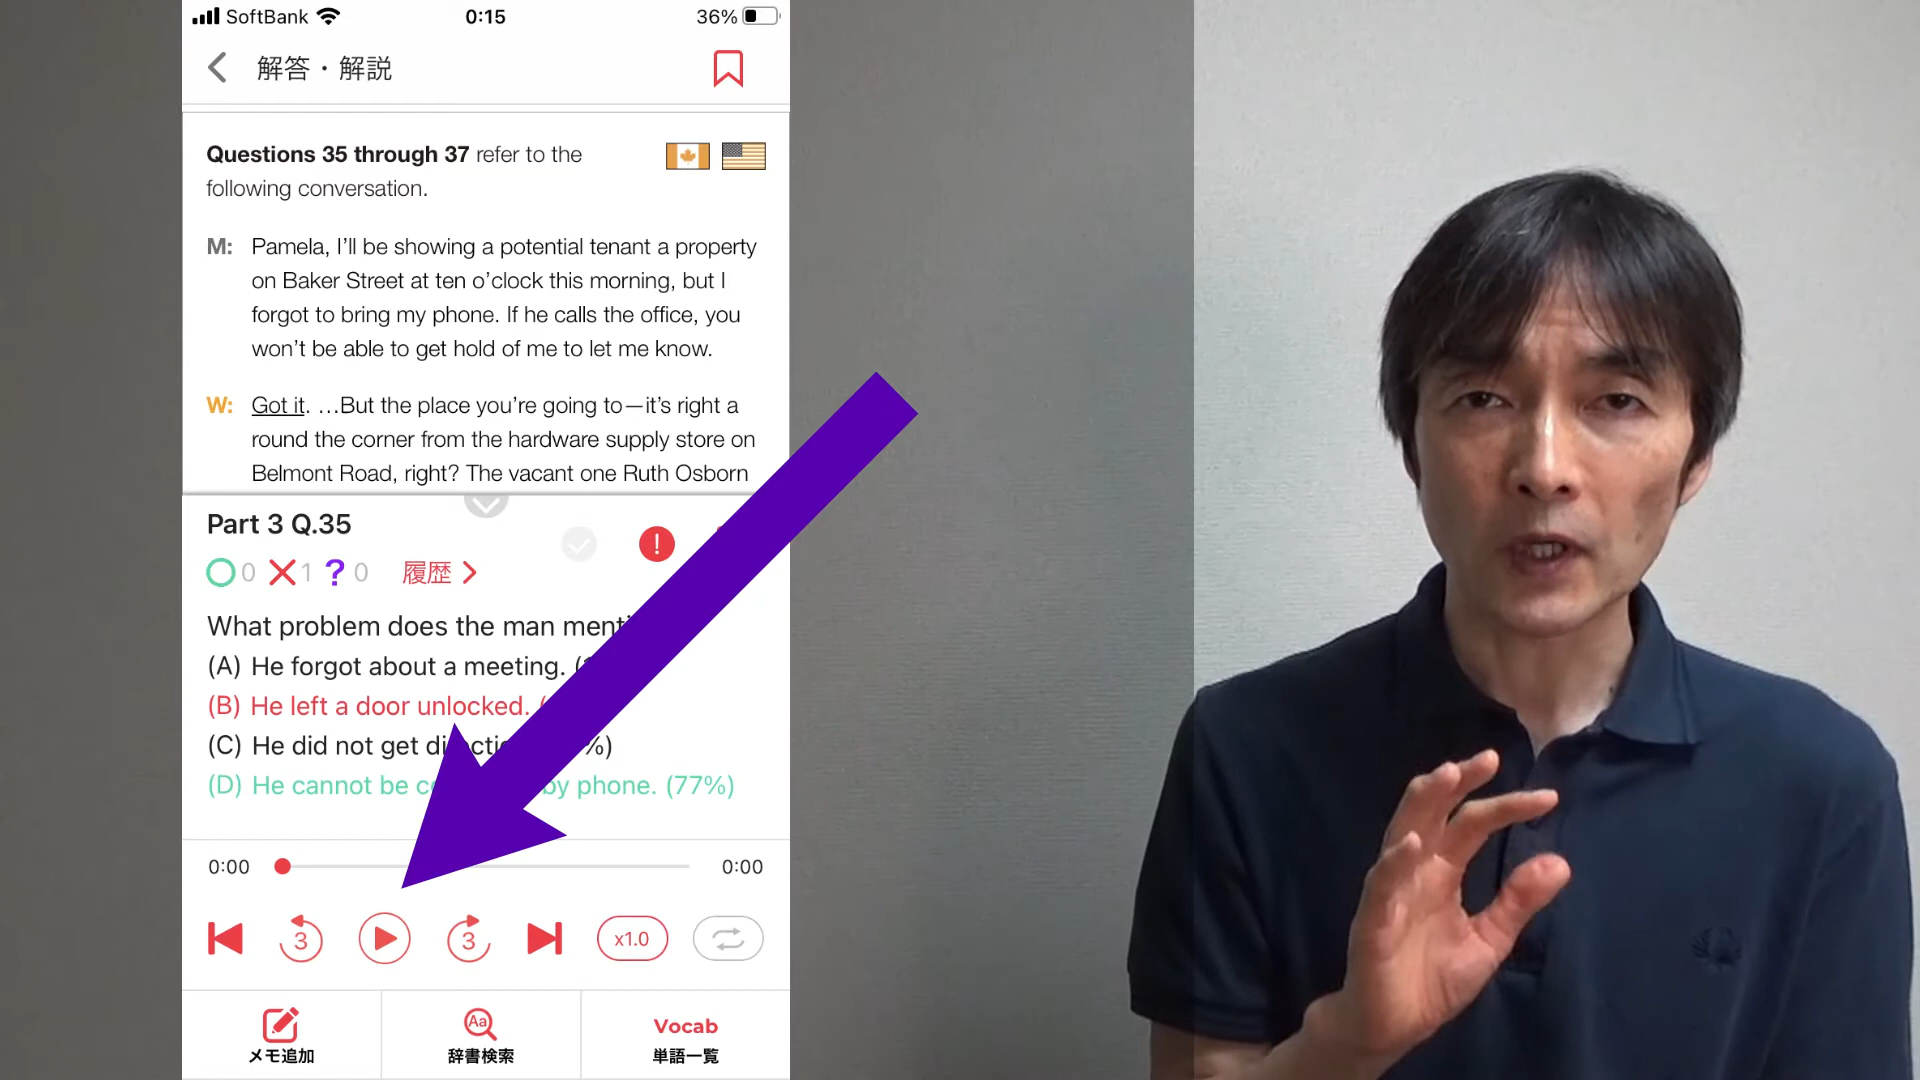 SoftBank 0:15 36%
解答・解説
Questions 35 through 37 refer to the
following conversation.
M: Pamela, I'll be showing a potential tenant a property
on Baker Street at ten o'clock this morning, but I
forgot to bring my phone. If he calls the office, you
won't be able to get hold of me to let me know.
W: Got it. …But the place you're going to—it's right a
round the corner from the hardware supply store on
Belmont Road, right? The vacant one Ruth Osborn
Part 3 Q.35
0 1 ? 0 履歴
What problem does the man
(A) He forgot about a meeting.
(B) He left a door unlocked.
(C) He did not get %)
(D) He cannot be by phone. (77%)
0:00 0:00
3 3 x1.0
メモ追加
Aa
辞書検索
Vocab
単語一覧